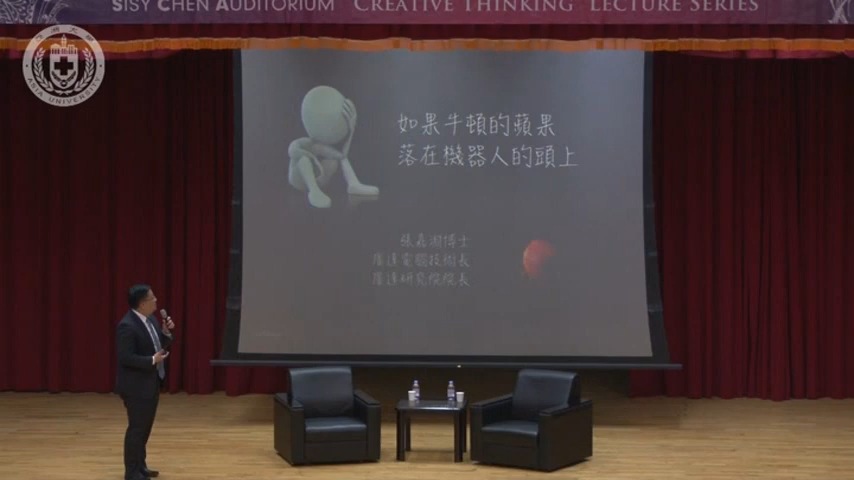 SISY CHEN AUDITORIUM CREATIVE THINKING LECTURE SERIES
ASIA UNIVERSITY
如果牛頓的蘋果
落在機器人的頭上
張嘉淵博士
廣達電腦技術長
廣達研究院院長